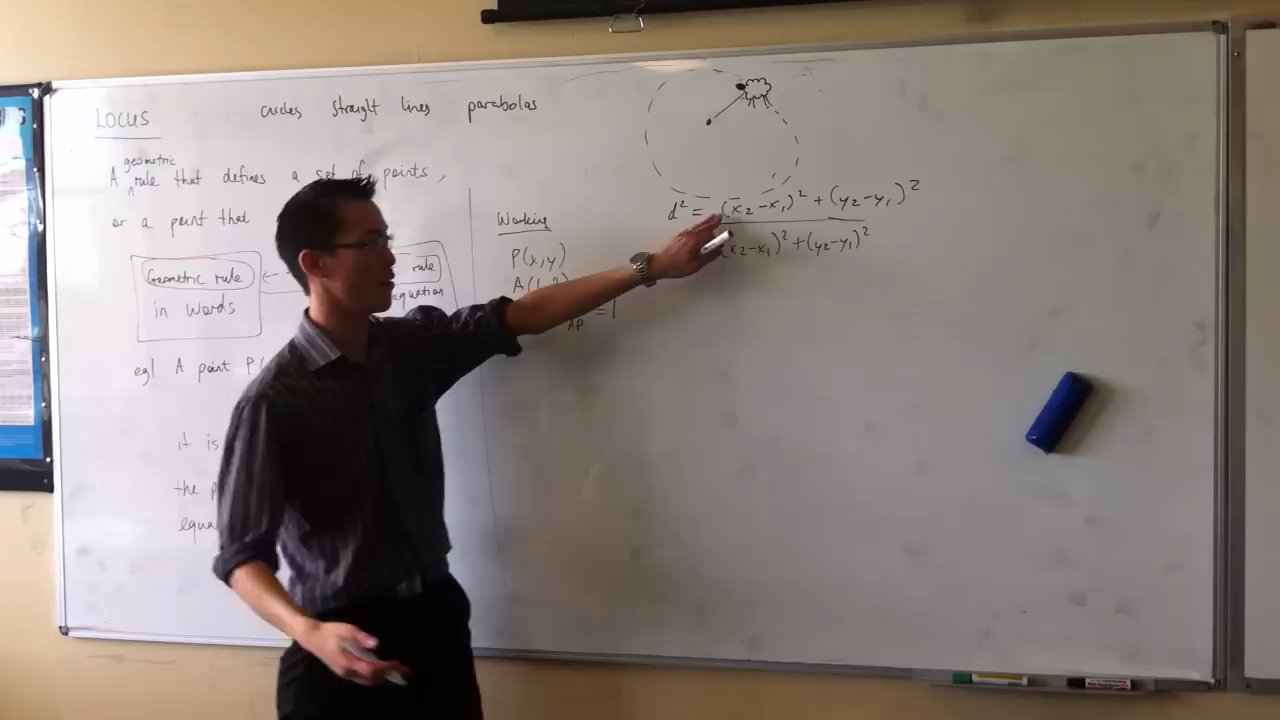 LOCUS
circles straight lines parabolas
geometric
A rule that defines a set of points,
or a point that
Geometric rule
in words
rule
equation
eg1 A point P(
it is
the p
equa
Working
P(x,y)
A(1,
AP = 1
d² = (x₂-x₁)² + (y₂-y₁)²
(x₂-x₁)² + (y₂-y₁)²